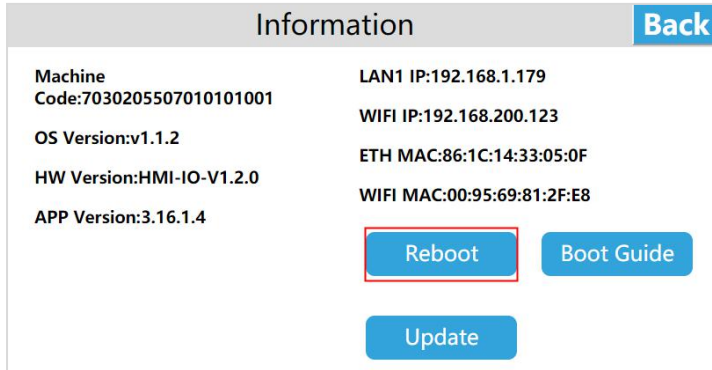 Information
Back
Machine
Code:7030205507010101001
OS Version:v1.1.2
HW Version:HMI-IO-V1.2.0
APP Version:3.16.1.4
LAN1 IP:192.168.1.179
WIFI IP:192.168.200.123
ETH MAC:86:1C:14:33:05:0F
WIFI MAC:00:95:69:81:2F:E8
Reboot
Boot Guide
Update